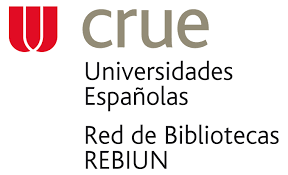 crue
Universidades
Españolas
Red de Bibliotecas
REBIUN